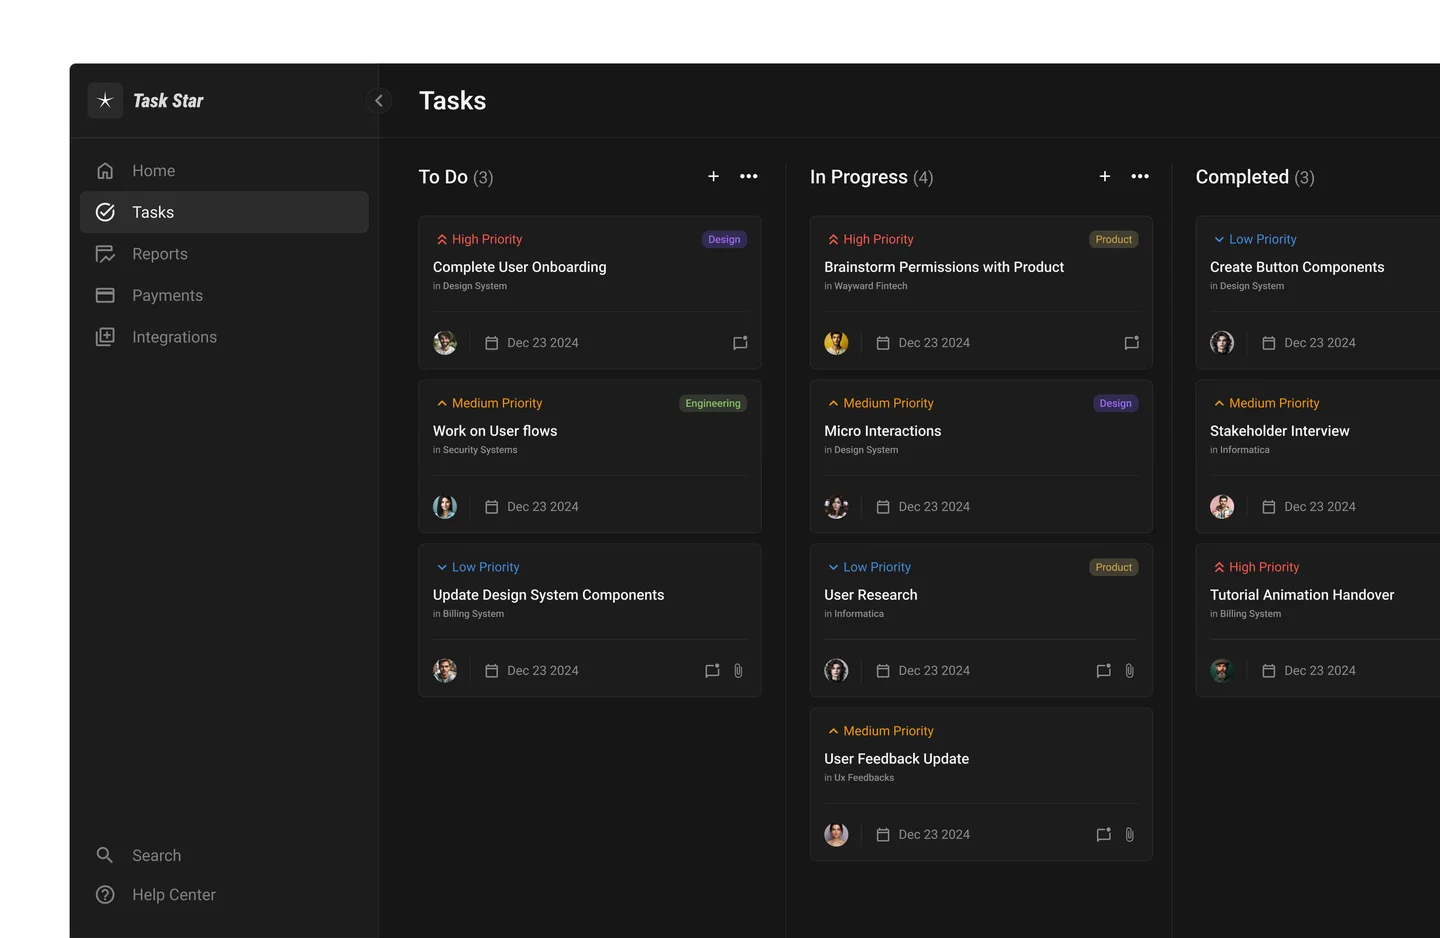 Task Star
Tasks
Home
Tasks
Reports
Payments
Integrations
Search
Help Center
To Do (3)
High Priority
Design
Complete User Onboarding
in Design System
Dec 23 2024
Medium Priority
Engineering
Work on User flows
in Security Systems
Dec 23 2024
Low Priority
Update Design System Components
in Billing System
Dec 23 2024
In Progress (4)
High Priority
Product
Brainstorm Permissions with Product
in Wayward Fintech
Dec 23 2024
Medium Priority
Design
Micro Interactions
in Design System
Dec 23 2024
Low Priority
Product
User Research
in Informatica
Dec 23 2024
Medium Priority
User Feedback Update
in Ux Feedbacks
Dec 23 2024
Completed (3)
Low Priority
Create Button Components
in Design System
Dec 23 2024
Medium Priority
Stakeholder Interview
in Informatica
Dec 23 2024
High Priority
Tutorial Animation Handover
in Billing System
Dec 23 2024